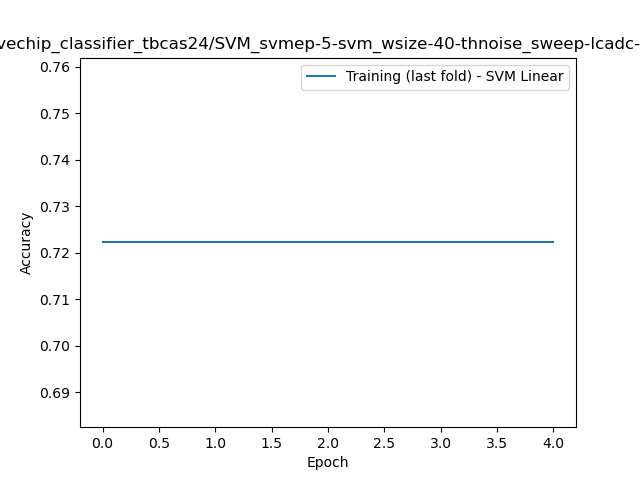 vechip_classifier_tbcas24/SVM_svmep-5-svm_wsize-40-thnoise_sweep-lcadc-
Training (last fold) - SVM Linear
0.76
0.75
0.74
0.73
0.72
0.71
0.70
0.69
Accuracy
0.0 0.5 1.0 1.5 2.0 2.5 3.0 3.5 4.0
Epoch